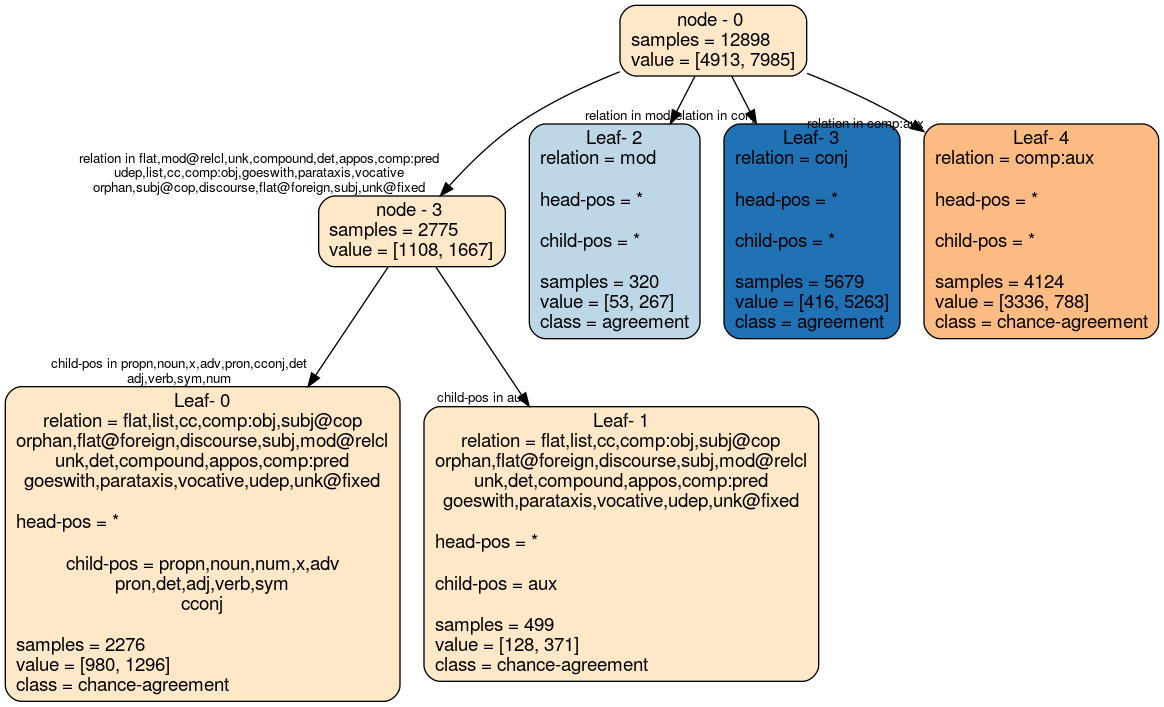 node - 0
samples = 12898
value = [4913, 7985]
relation in mod
relation in conj
relation in comp:aux
relation in flat,mod@relcl,unk,compound,det,appos,comp:pred
udep,list,cc,comp:obj,goeswith,parataxis,vocative
orphan,subj@cop,discourse,flat@foreign,subj,unk@fixed
node - 3
samples = 2775
value = [1108, 1667]
Leaf- 2
relation = mod
head-pos = *
child-pos = *
samples = 320
value = [53, 267]
class = agreement
Leaf- 3
relation = conj
head-pos = *
child-pos = *
samples = 5679
value = [416, 5263]
class = agreement
Leaf- 4
relation = comp:aux
head-pos = *
child-pos = *
samples = 4124
value = [3336, 788]
class = chance-agreement
child-pos in propn,noun,x,adv,pron,cconj,det
adj,verb,sym,num
child-pos in aux
Leaf- 0
relation = flat,list,cc,comp:obj,subj@cop
orphan,flat@foreign,discourse,subj,mod@relcl
unk,det,compound,appos,comp:pred
goeswith,parataxis,vocative,udep,unk@fixed
head-pos = *
child-pos = propn,noun,num,x,adv
pron,det,adj,verb,sym
cconj
samples = 2276
value = [980, 1296]
class = chance-agreement
Leaf- 1
relation = flat,list,cc,comp:obj,subj@cop
orphan,flat@foreign,discourse,subj,mod@relcl
unk,det,compound,appos,comp:pred
goeswith,parataxis,vocative,udep,unk@fixed
head-pos = *
child-pos = aux
samples = 499
value = [128, 371]
class = chance-agreement